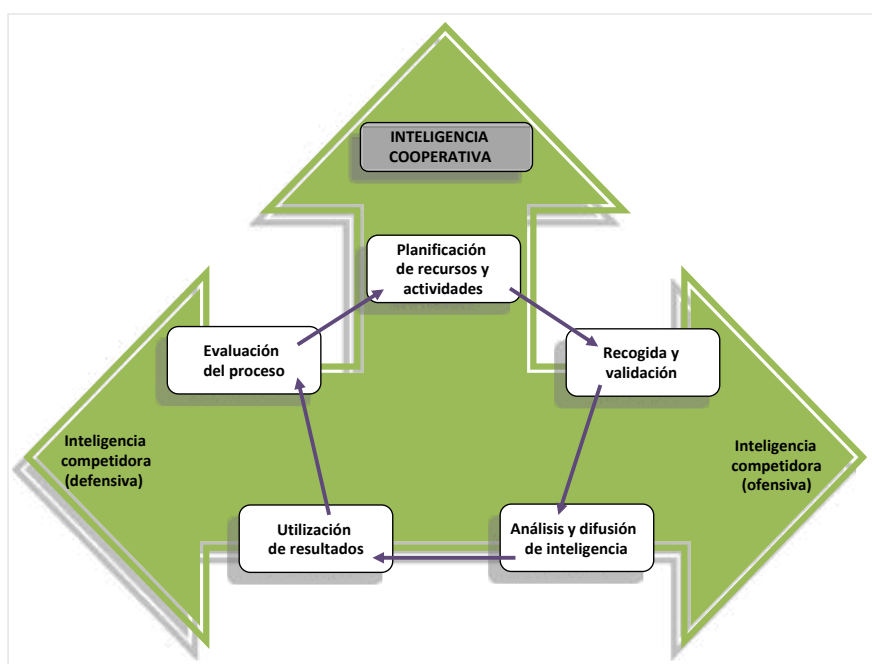 INTELIGENCIA
COOPERATIVA
Planificación
de recursos y
actividades
Evaluación
del proceso
Recogida y
validación
Inteligencia
competidora
(defensiva)
Inteligencia
competidora
(ofensiva)
Utilización
de resultados
Análisis y difusión
de inteligencia